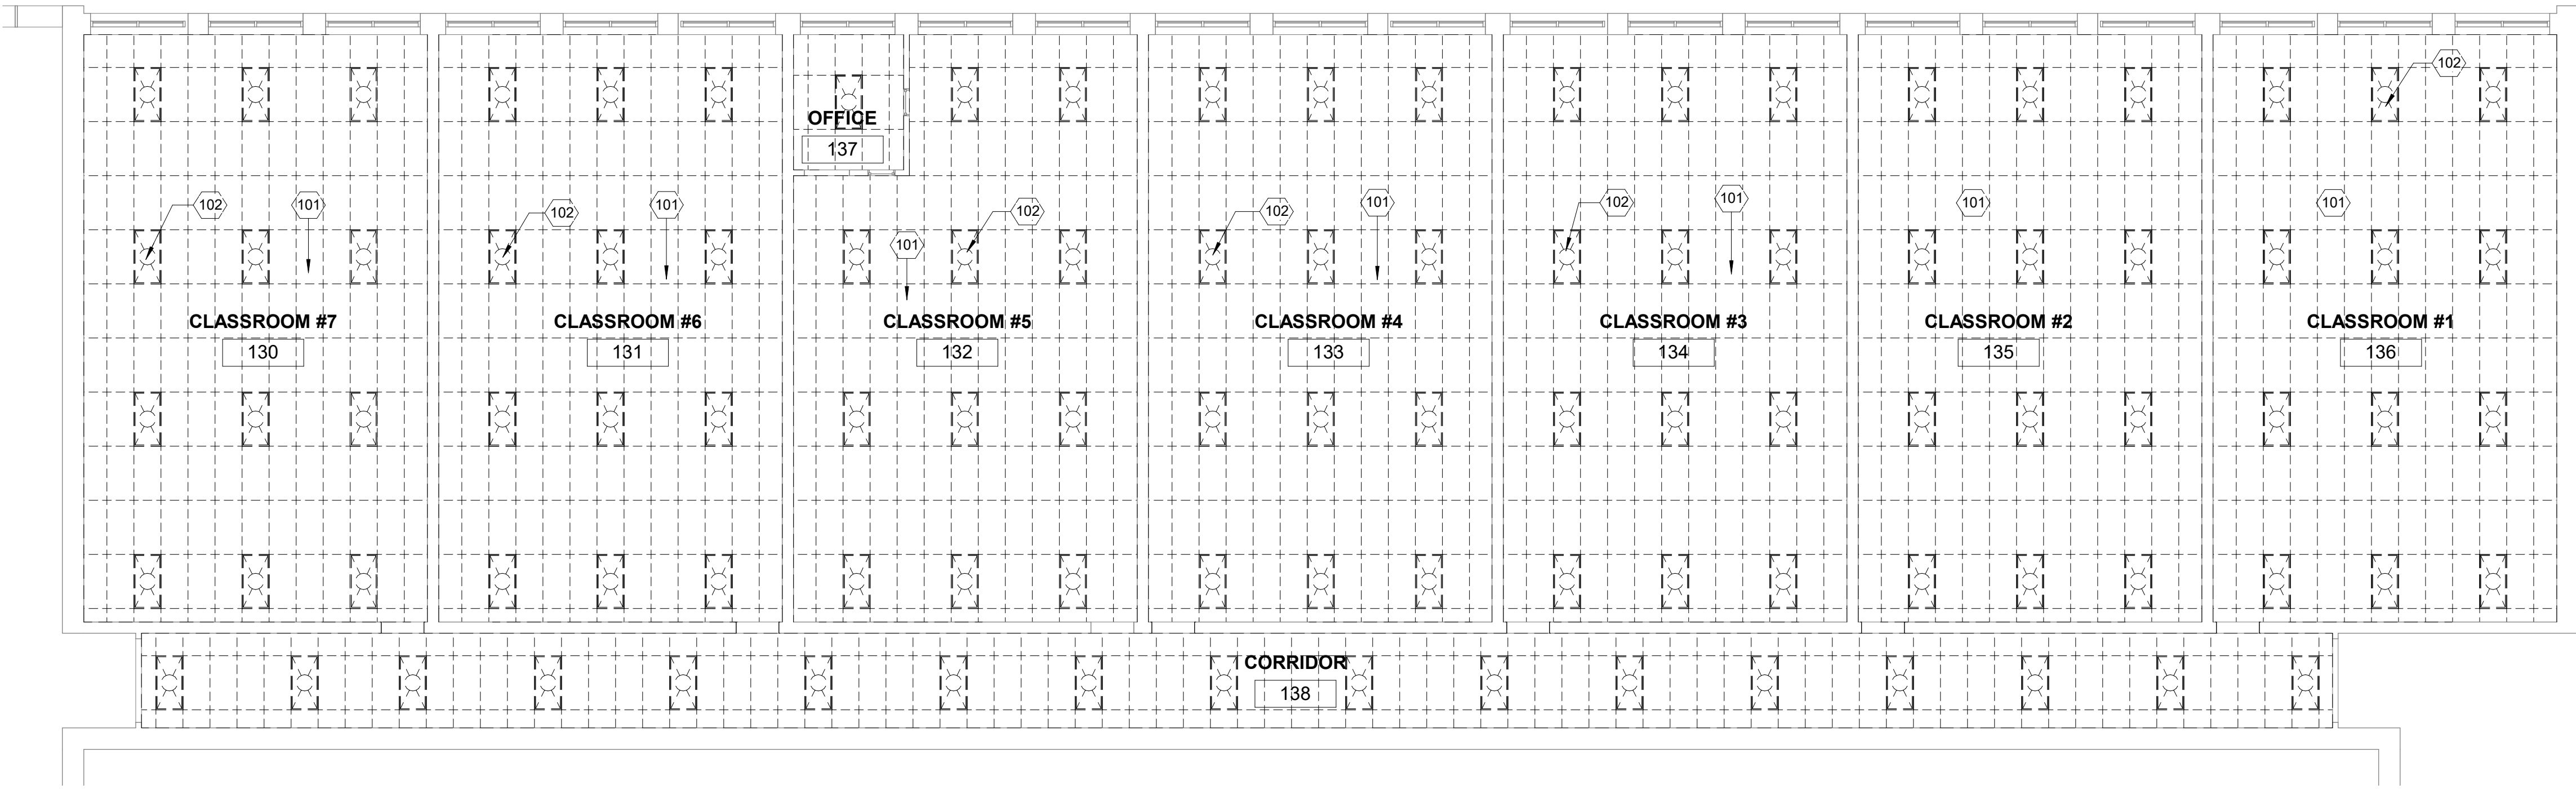 102
OFFICE
137
102
101
102
101
101
102
102
101
102
101
101
101
CLASSROOM #7
130
CLASSROOM #6
131
CLASSROOM #5
132
CLASSROOM #4
133
CLASSROOM #3
134
CLASSROOM #2
135
CLASSROOM #1
136
CORRIDOR
138